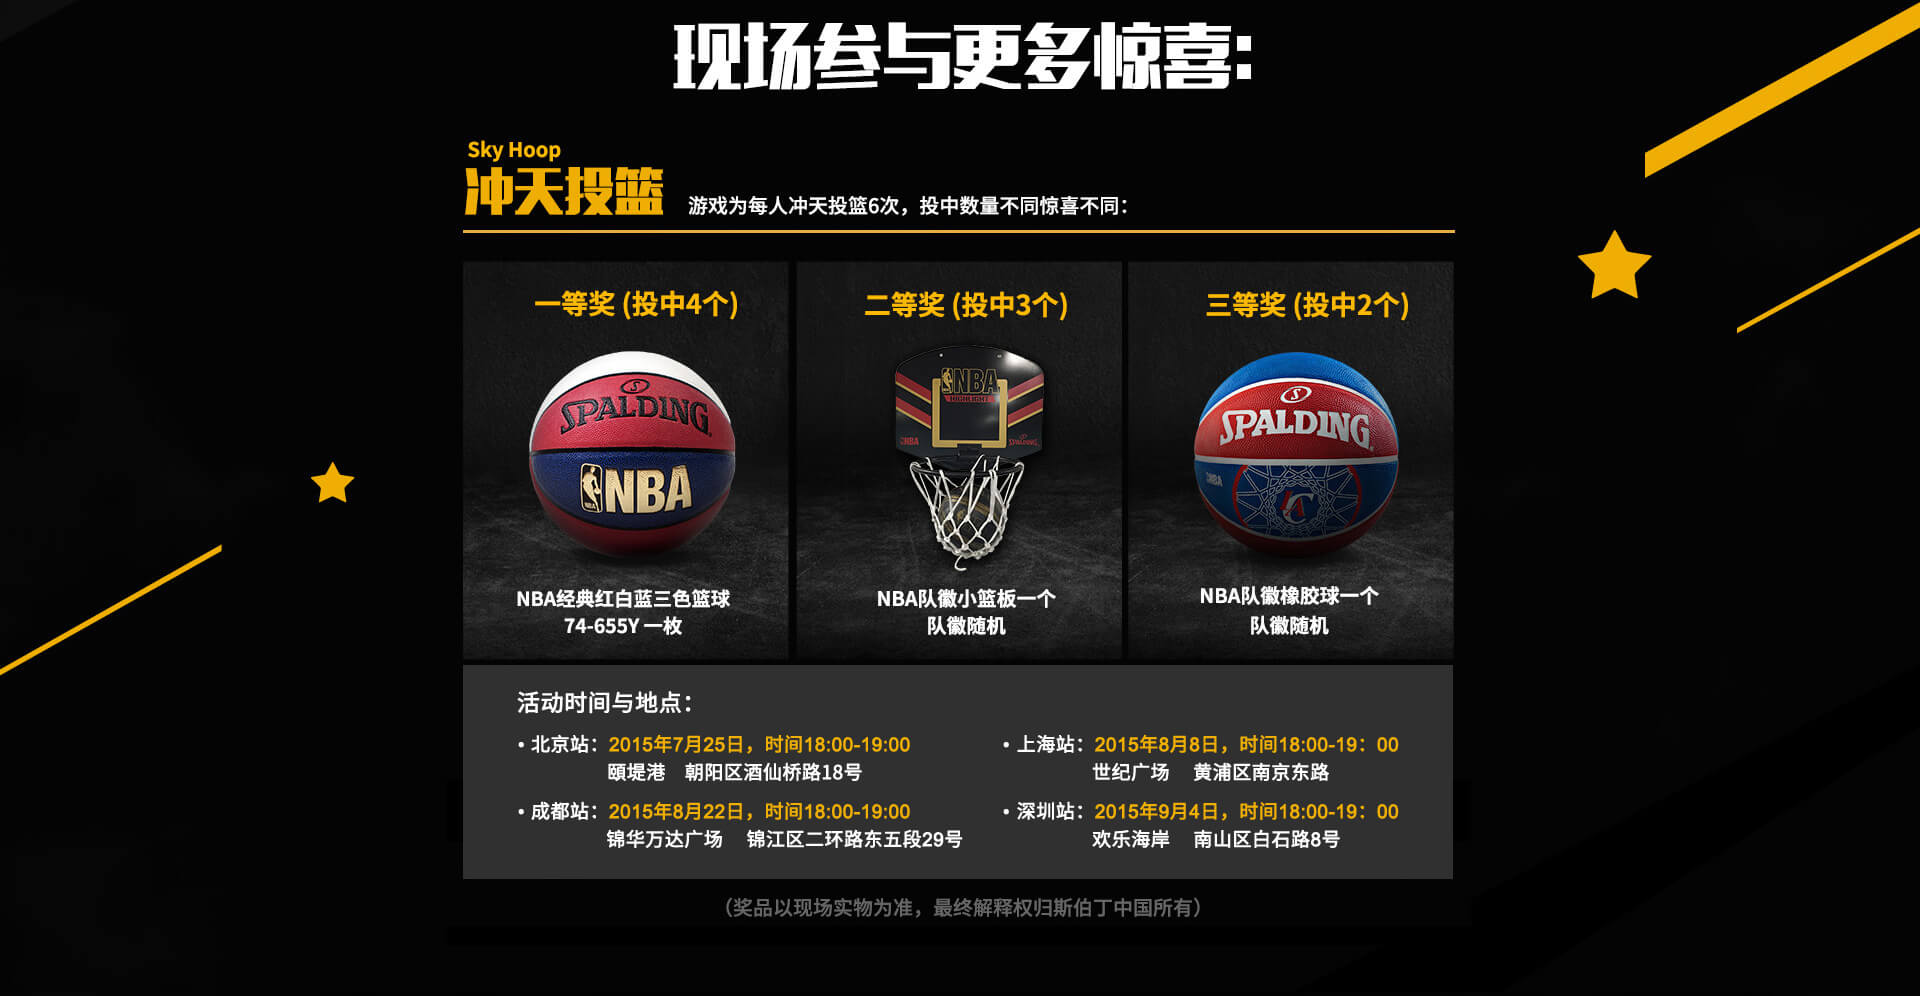 现场参与更多惊喜:
Sky Hoop
冲天投篮 游戏为每人冲天投篮6次，投中数量不同惊喜不同：
一等奖 (投中4个)
SPALDING
NBA
NBA经典红白蓝三色篮球
74-655Y 一枚
二等奖 (投中3个)
NBA
HIGHLIGHT
NBA SPALDING
NBA队徽小篮板一个
队徽随机
三等奖 (投中2个)
SPALDING
NBA
NBA队徽橡胶球一个
队徽随机
活动时间与地点：
• 北京站：2015年7月25日，时间18:00-19:00
頤堤港 朝阳区酒仙桥路18号
• 上海站：2015年8月8日，时间18:00-19：00
世纪广场 黄浦区南京东路
• 成都站：2015年8月22日，时间18:00-19:00
锦华万达广场 锦江区二环路东五段29号
• 深圳站：2015年9月4日，时间18:00-19：00
欢乐海岸 南山区白石路8号
（奖品以现场实物为准，最终解释权归斯伯丁中国所有）